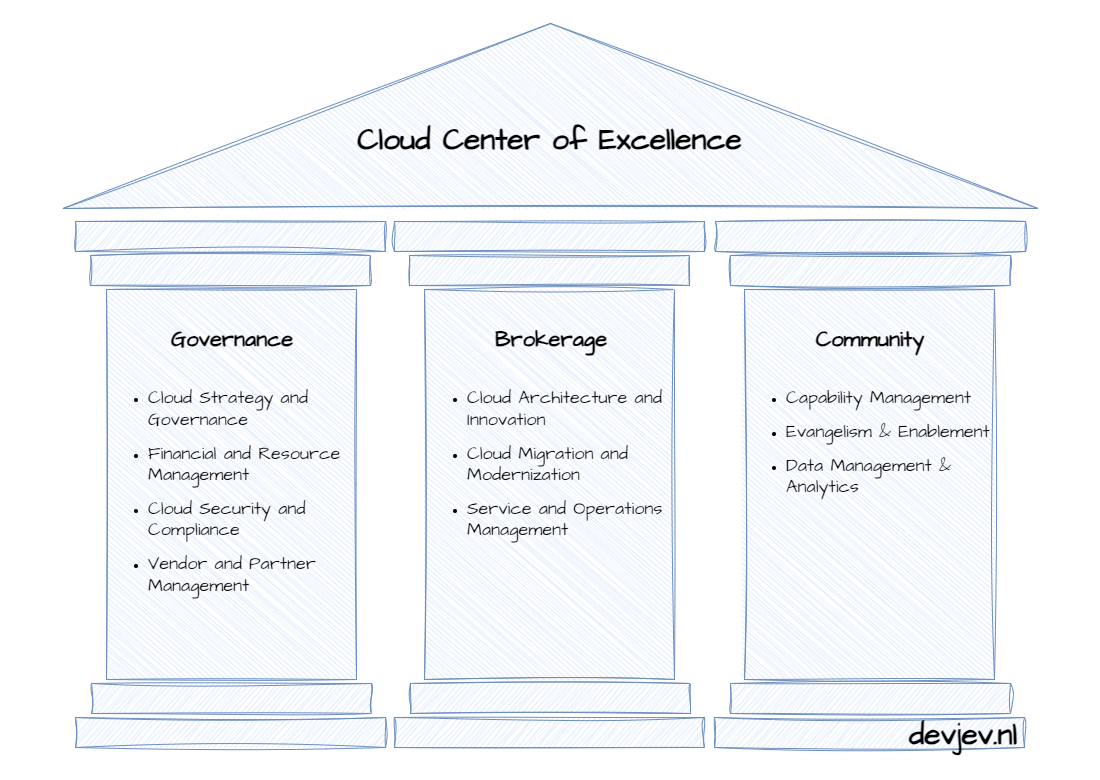 Cloud Center of Excellence
Governance
• Cloud Strategy and
Governance
• Financial and Resource
Management
• Cloud Security and
Compliance
• Vendor and Partner
Management
Brokerage
• Cloud Architecture and
Innovation
• Cloud Migration and
Modernization
• Service and Operations
Management
Community
• Capability Management
• Evangelism & Enablement
• Data Management &
Analytics
devjev.nl